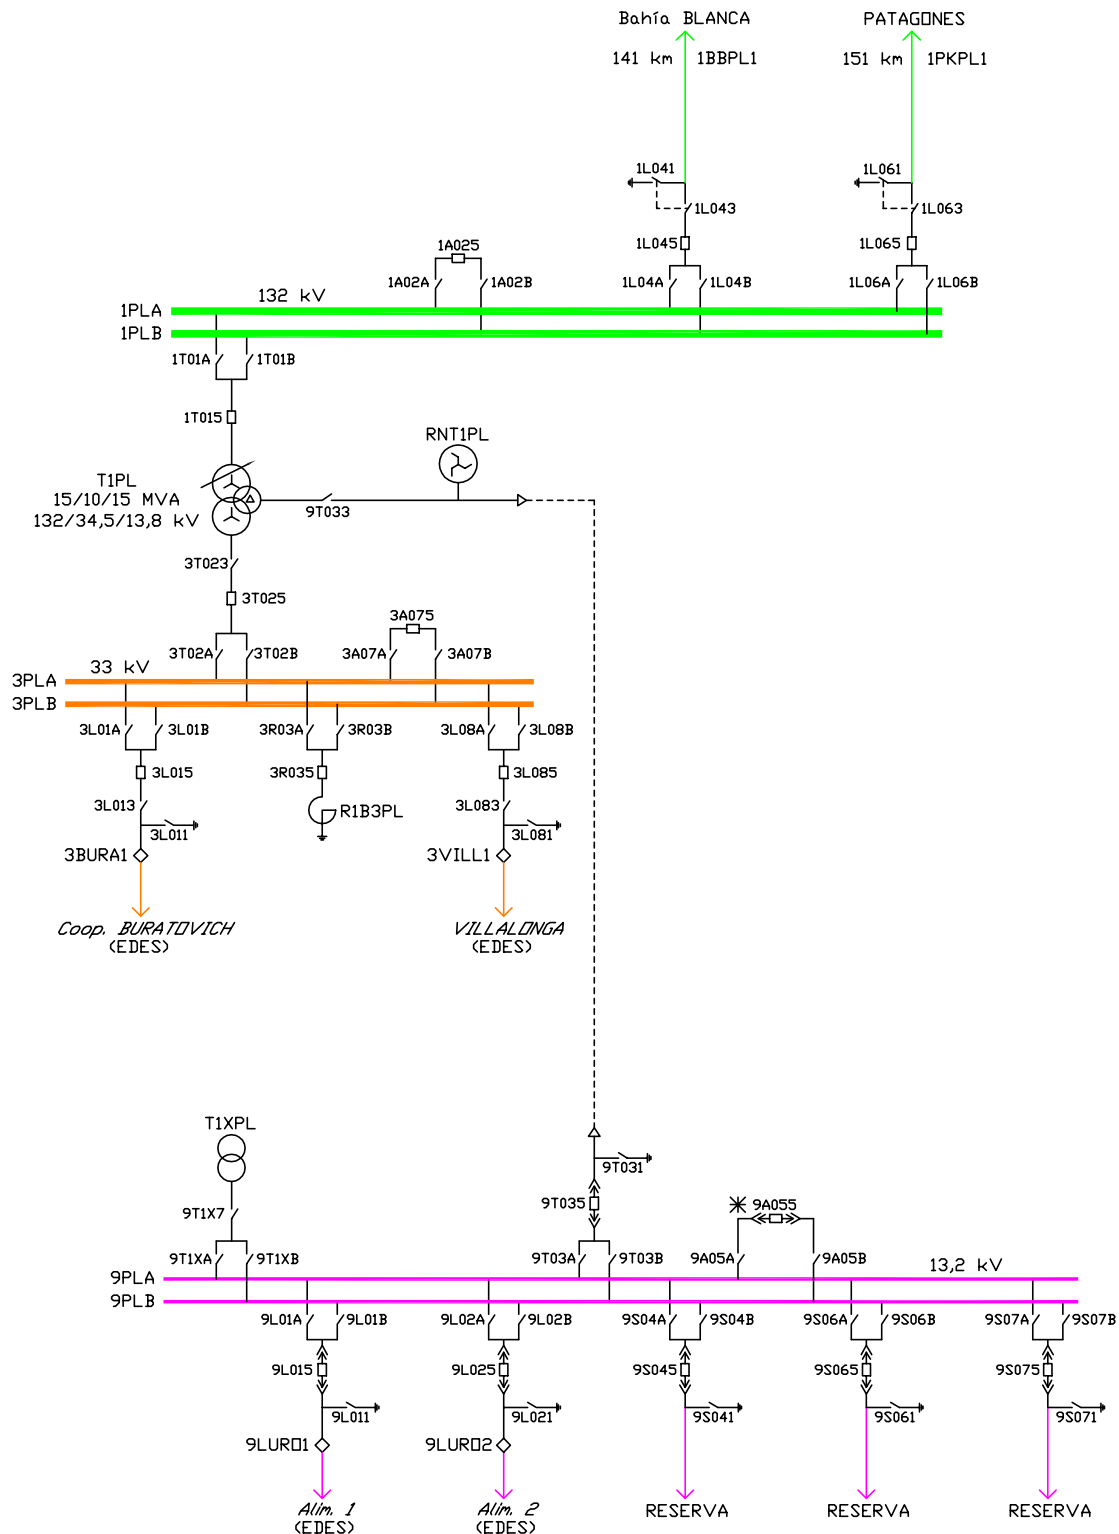 Bahía BLANCA
PATAGONES
141 km
1BBPL1
151 km
1PKPL1
1L041
1L061
1L043
1L063
1A025
1L045
1L065
1A02A
1A02B
1L04A
1L04B
1L06A
1L06B
132 kV
1PLA
1PLB
1T01A
1T01B
1T015
RNT1PL
T1PL
15/10/15 MVA
132/34,5/13,8 kV
9T033
3T023
3T025
3A075
3T02A
3T02B
3A07A
3A07B
33 kV
3PLA
3PLB
3L01A
3L01B
3R03A
3R03B
3L08A
3L08B
3L015
3R035
3L085
3L013
R1B3PL
3L083
3L011
3L081
3BURA1
3VILL1
Coop. BURATOVICH
(EDES)
VILLALONGA
(EDES)
T1XPL
9T031
9T035
9A055
9T1X7
9T1XA
9T1XB
9T03A
9T03B
9A05A
9A05B
13,2 kV
9PLA
9PLB
9L01A
9L01B
9L02A
9L02B
9S04A
9S04B
9S06A
9S06B
9S07A
9S07B
9L015
9L025
9S045
9S065
9S075
9L011
9L021
9S041
9S061
9S071
9LURO1
9LURO2
Alim. 1
(EDES)
Alim. 2
(EDES)
RESERVA
RESERVA
RESERVA